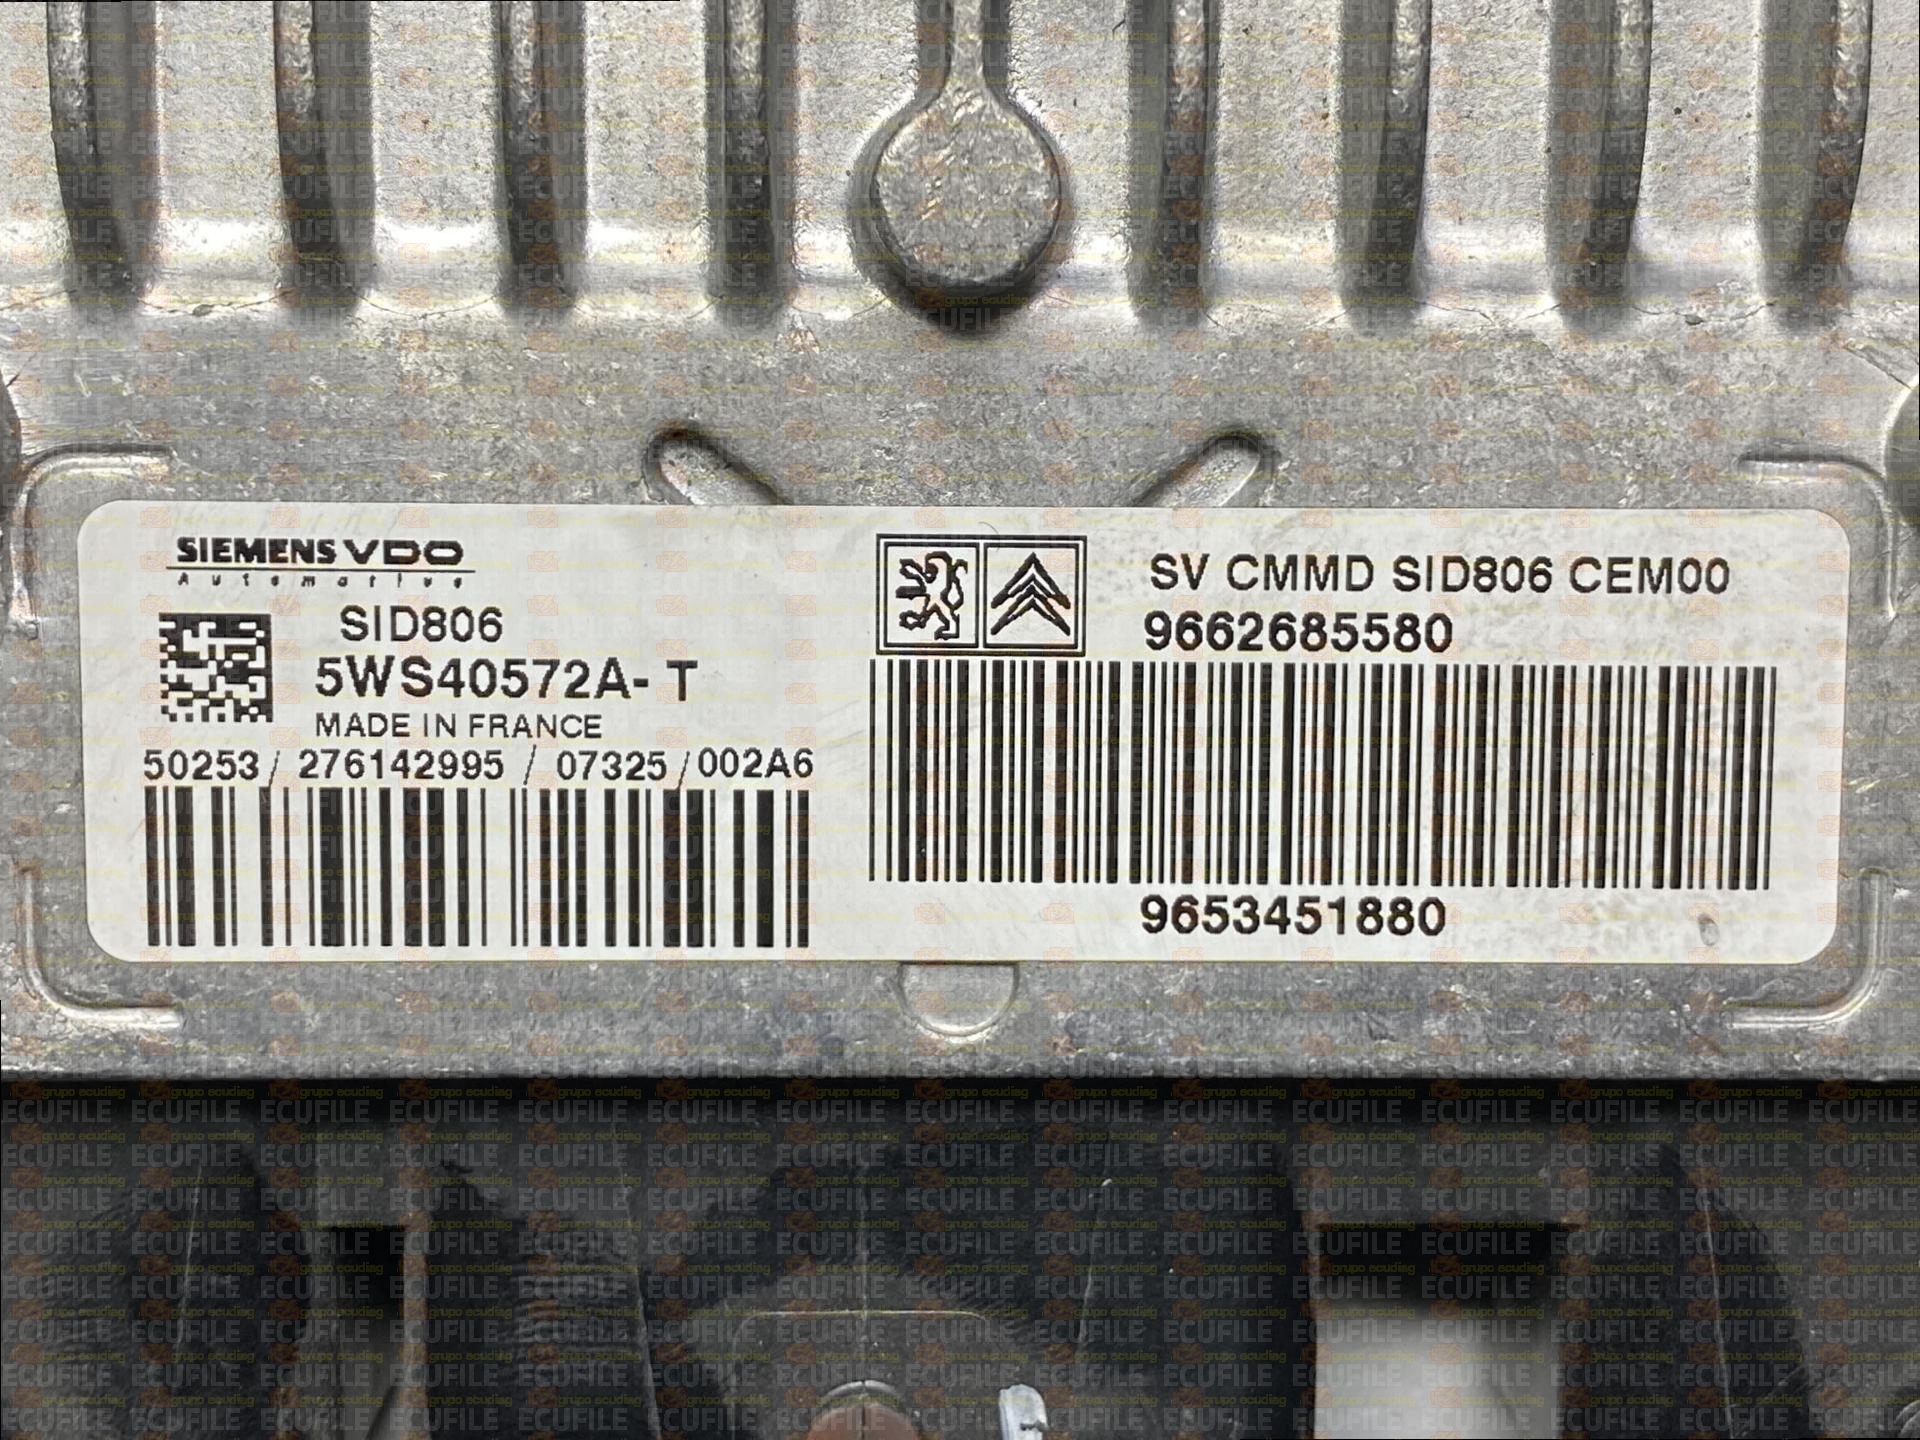 SIEMENS VDO
Automotive
SID806
5WS40572A-T
MADE IN FRANCE
50253 / 276142995 / 07325 / 002A6
SV CMMD SID806 CEM00
9662685580
9653451880
grupo ecudiag
ECUFILE